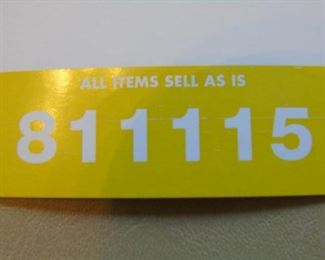 ALL ITEMS SELL AS IS
811115